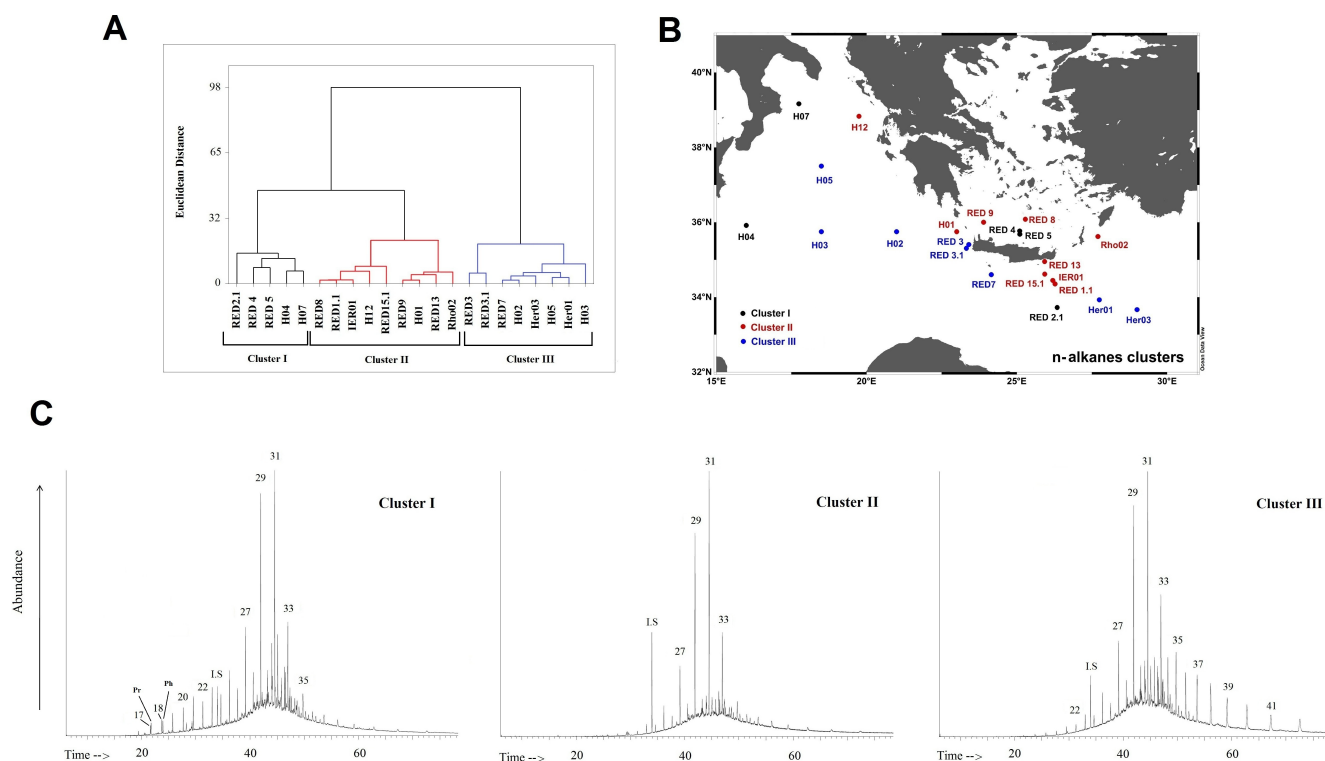 A
Euclidean Distance
98
65
32
0
RED2.1
RED 4
RED 5
H04
H07
RED8
RED1.1
IER01
H12
RED15.1
RED9
H01
RED13
Rho02
RED3
RED3.1
RED7
H02
Her03
H05
Her01
H03
Cluster I
Cluster II
Cluster III
B
40°N
38°N
36°N
34°N
32°N
15°E
20°E
25°E
30°E
H07
H12
H05
H04
H03
H02
H01
RED 9
RED 8
RED 4
RED 5
RED 3
RED 3.1
Rho02
RED 13
RED7
RED 15.1
IER01
RED 1.1
RED 2.1
Her01
Her03
Cluster I
Cluster II
Cluster III
n-alkanes clusters
Ocean Data View
C
Abundance
Cluster I
Pr
Ph
17
18
20
22
LS
27
29
31
33
35
Time -->
20
40
60
Cluster II
LS
27
29
31
33
Time -->
20
40
60
Cluster III
22
LS
27
29
31
33
35
37
39
41
Time -->
20
40
60